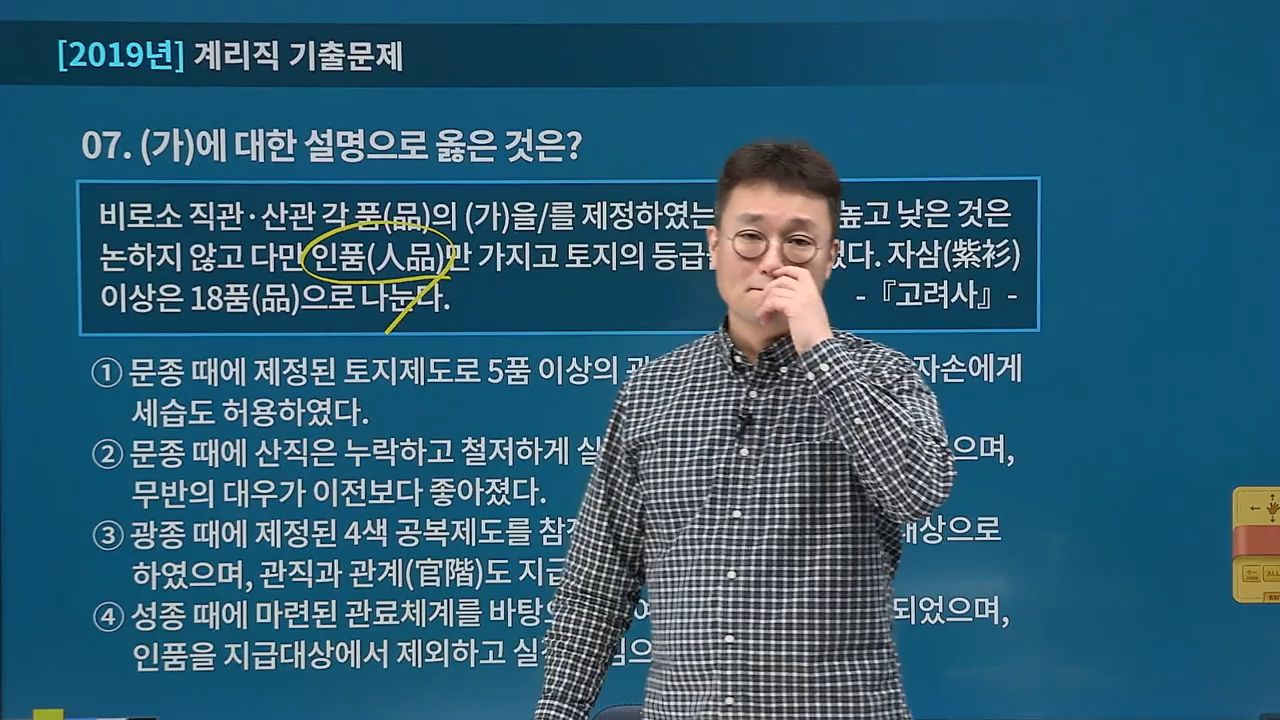 [2019년] 계리직 기출문제
07. (가)에 대한 설명으로 옳은 것은?
비로소 직관·산관 각 품(品)의 (가)을/를 제정하였는 높고 낮은 것은
논하지 않고 다만 인품(人品)만 가지고 토지의 등급 자삼(紫衫)
이상은 18품(品)으로 나눈다. -『고려사』-
① 문종 때에 제정된 토지제도로 5품 이상의 자손에게
세습도 허용하였다.
② 문종 때에 산직은 누락하고 철저하게 으며,
무반의 대우가 이전보다 좋아졌다.
③ 광종 때에 제정된 4색 공복제도를 대상으로
하였으며, 관직과 관계(官階)도
④ 성종 때에 마련된 관료체계를 되었으며,
인품을 지급대상에서 제외하고
ALL